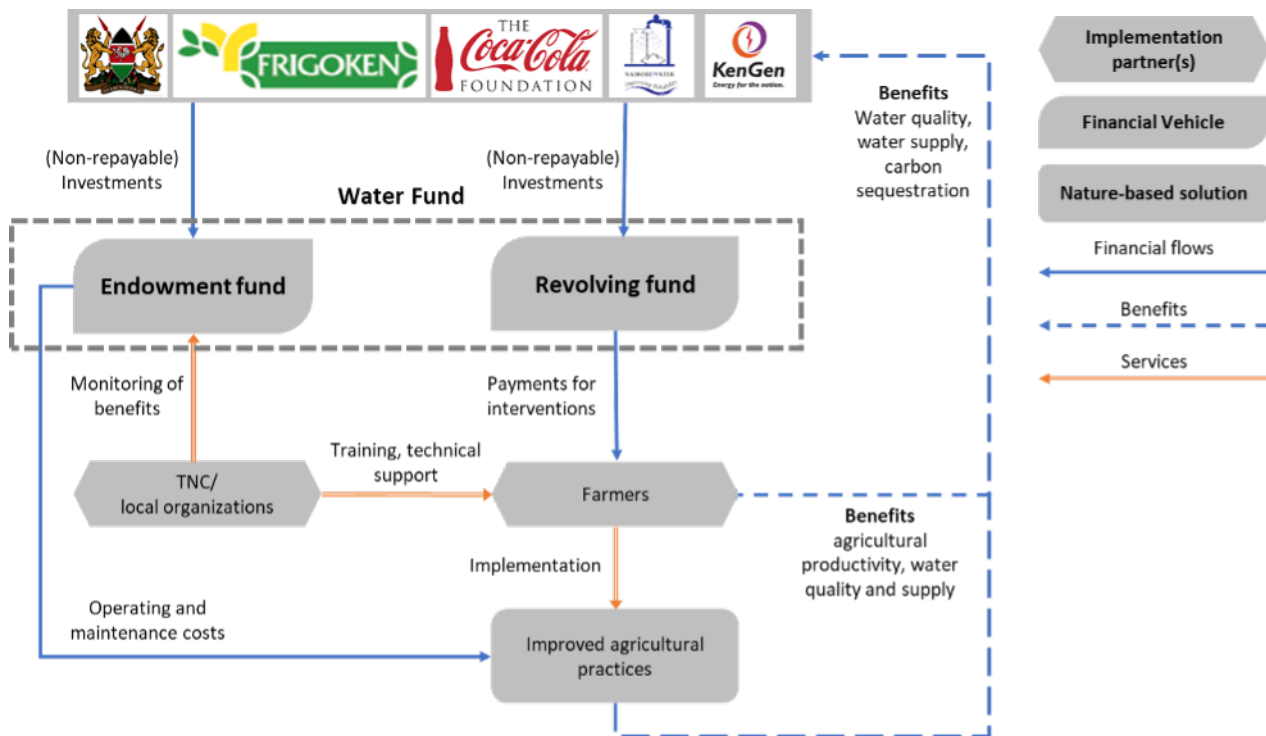 FRIGOKEN
THE
Coca-Cola
FOUNDATION
NAIROBI WATER
KenGen
Energy for the nation.
Implementation
partner(s)
Benefits
Water quality,
water supply,
carbon
sequestration
Financial Vehicle
(Non-repayable)
Investments
(Non-repayable)
Investments
Nature-based solution
Water Fund
Financial flows
Endowment fund
Revolving fund
Benefits
Services
Monitoring of
benefits
Payments for
interventions
Training, technical
support
TNC/
local organizations
Farmers
Benefits
agricultural
productivity, water
quality and supply
Implementation
Operating and
maintenance costs
Improved agricultural
practices